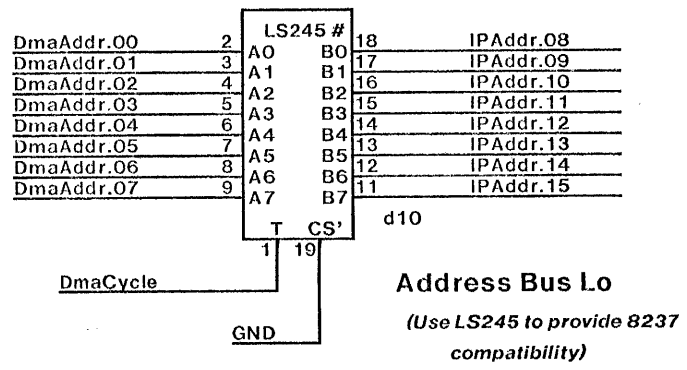 LS245 #
DmaAddr.00 2 A0 B0 18 IPAddr.08
DmaAddr.01 3 A1 B1 17 IPAddr.09
DmaAddr.02 4 A2 B2 16 IPAddr.10
DmaAddr.03 5 A3 B3 15 IPAddr.11
DmaAddr.04 6 A4 B4 14 IPAddr.12
DmaAddr.05 7 A5 B5 13 IPAddr.13
DmaAddr.06 8 A6 B6 12 IPAddr.14
DmaAddr.07 9 A7 B7 11 IPAddr.15
d10
T CS'
1 19
DmaCycle
GND
Address Bus Lo
(Use LS245 to provide 8237
compatibility)